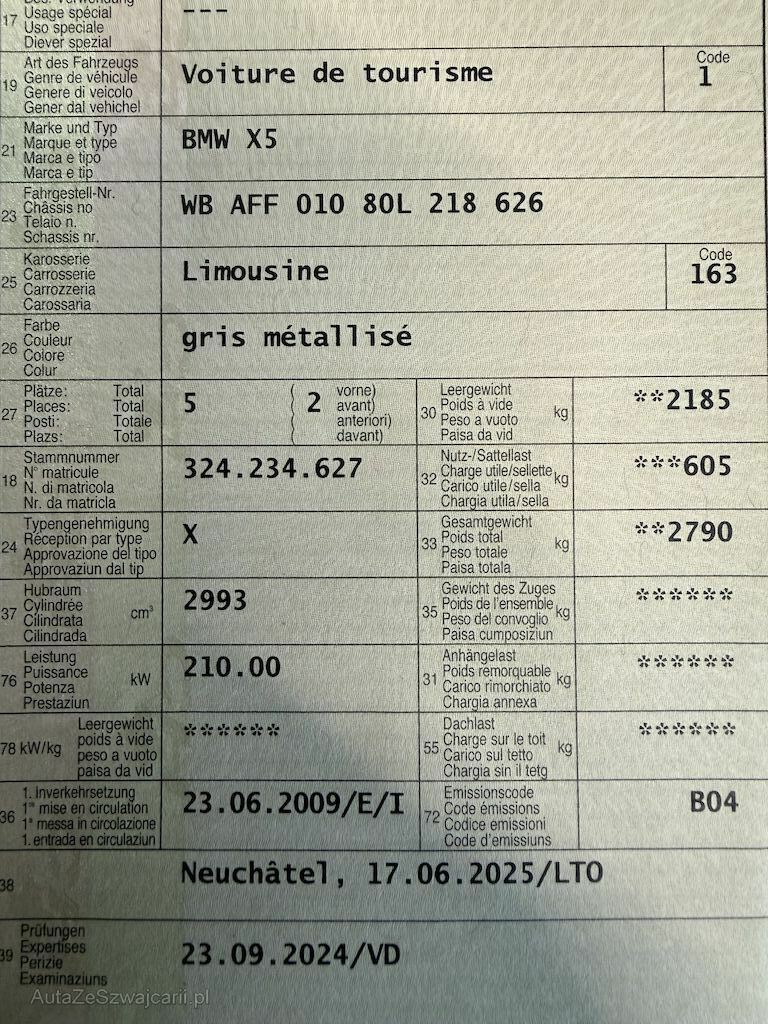 Des. Verwendung
17 Usage spécial
Uso speciale
Diever spezial
---
19 Art des Fahrzeugs
Genre de véhicule
Genere di veicolo
Gener dal vehichel
Voiture de tourisme
Code
1
21 Marke und Typ
Marque et type
Marca e tipo
Marca e tip
BMW X5
23 Fahrgestell-Nr.
Châssis no
Telaio n.
Schassis nr.
WB AFF 010 80L 218 626
25 Karosserie
Carrosserie
Carrozzeria
Carossaria
Limousine
Code
163
26 Farbe
Couleur
Colore
Colur
gris métallisé
27 Plätze: Total
Places: Total
Posti: Totale
Plazs: Total
5 ( 2 vorne)
avant)
anteriori)
davant)
30 Leergewicht
Poids à vide
Peso a vuoto
Paisa da vid
kg
**2185
18 Stammnummer
N° matricule
N. di matricola
Nr. da matricla
324.234.627
32 Nutz-/Sattellast
Charge utile/sellette
Carico utile/sella
Chargia utila/sella
kg
***605
24 Typengenehmigung
Réception par type
Approvazione del tipo
Approvaziun dal tip
X
33 Gesamtgewicht
Poids total
Peso totale
Paisa totala
kg
**2790
37 Hubraum
Cylindrée
Cilindrata
Cilindrada
cm³
2993
35 Gewicht des Zuges
Poids de l'ensemble
Peso del convoglio
Paisa cumposiziun
kg
******
76 Leistung
Puissance
Potenza
Prestaziun
kW
210.00
31 Anhängelast
Poids remorquable
Carico rimorchiato
Chargia annexa
kg
******
78 kW/kg
Leergewicht
poids à vide
peso a vuoto
paisa da vid
******
55 Dachlast
Charge sur le toit
Carico sul tetto
Chargia sin il tetg
kg
******
36 1. Inverkehrsetzung
1re mise en circulation
1a messa in circolazione
1. entrada en circulaziun
23.06.2009/E/I
72 Emissionscode
Code émissions
Codice emissioni
Code d'emissiuns
B04
38 Neuchâtel, 17.06.2025/LTO
39 Prüfungen
Expertises
Perizie
Examinaziuns
23.09.2024/VD
AutaZeSzwajcarii.pl